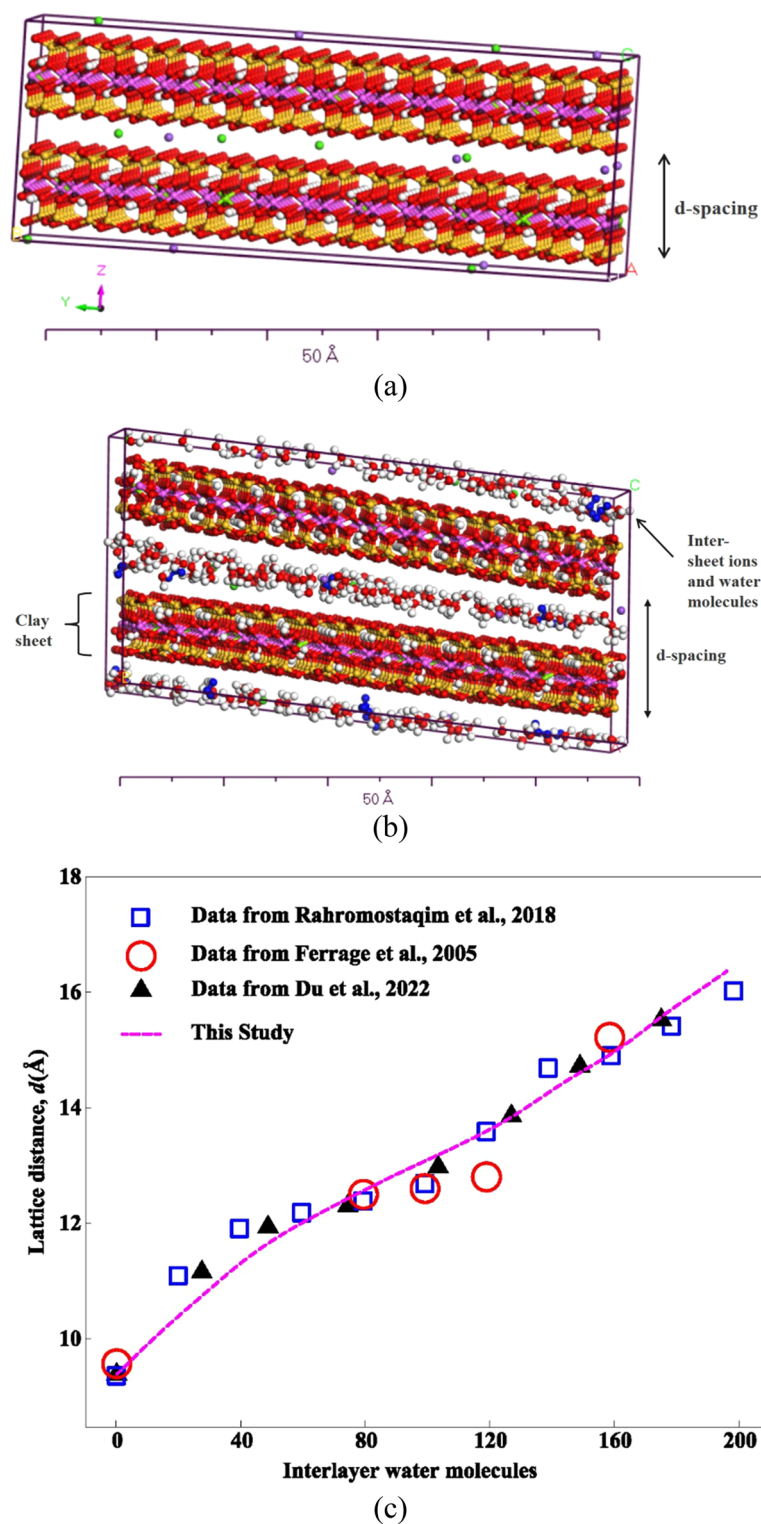 C
d-spacing
B
A
Z
Y
50 Å
(a)
C
Inter-
sheet ions
and water
molecules
Clay
sheet
d-spacing
50 Å
(b)
18
Data from Rahromostaqim et al., 2018
Data from Ferrage et al., 2005
Data from Du et al., 2022
This Study
16
14
12
10
Lattice distance, d(Å)
0
40
80
120
160
200
Interlayer water molecules
(c)